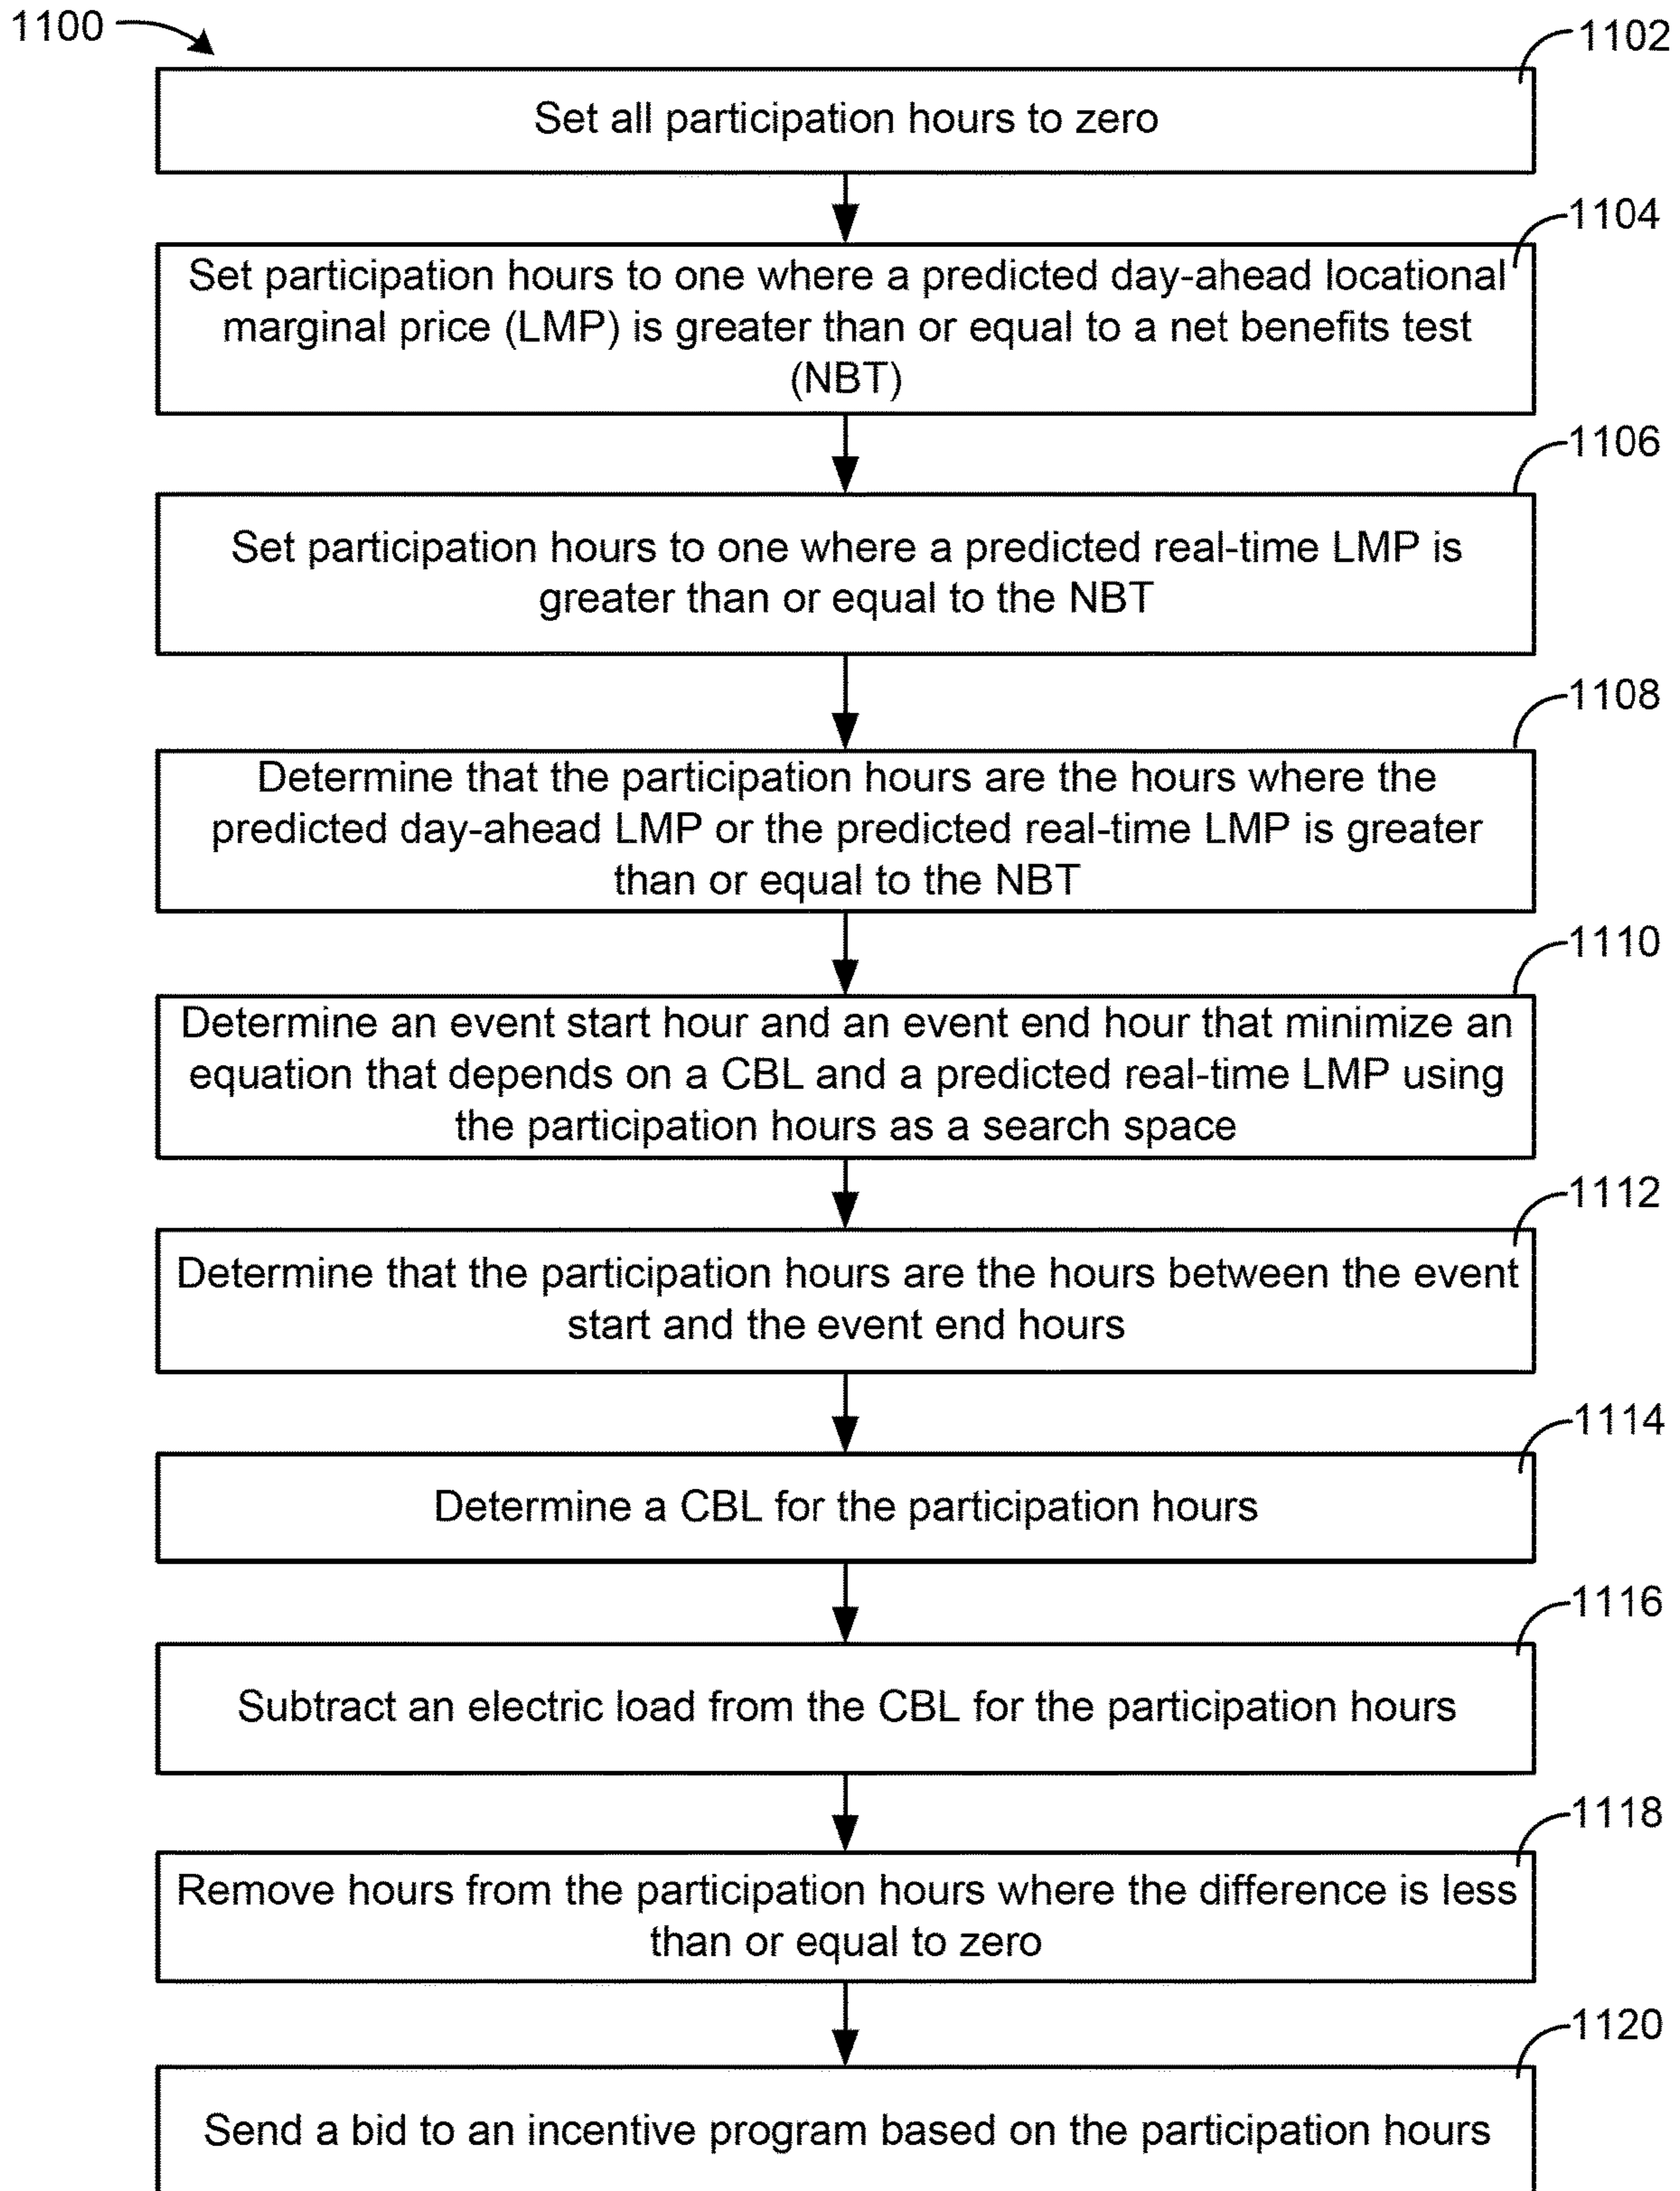 1100
1102
Set all participation hours to zero
1104
Set participation hours to one where a predicted day-ahead locational
marginal price (LMP) is greater than or equal to a net benefits test
(NBT)
1106
Set participation hours to one where a predicted real-time LMP is
greater than or equal to the NBT
1108
Determine that the participation hours are the hours where the
predicted day-ahead LMP or the predicted real-time LMP is greater
than or equal to the NBT
1110
Determine an event start hour and an event end hour that minimize an
equation that depends on a CBL and a predicted real-time LMP using
the participation hours as a search space
1112
Determine that the participation hours are the hours between the event
start and the event end hours
1114
Determine a CBL for the participation hours
1116
Subtract an electric load from the CBL for the participation hours
1118
Remove hours from the participation hours where the difference is less
than or equal to zero
1120
Send a bid to an incentive program based on the participation hours